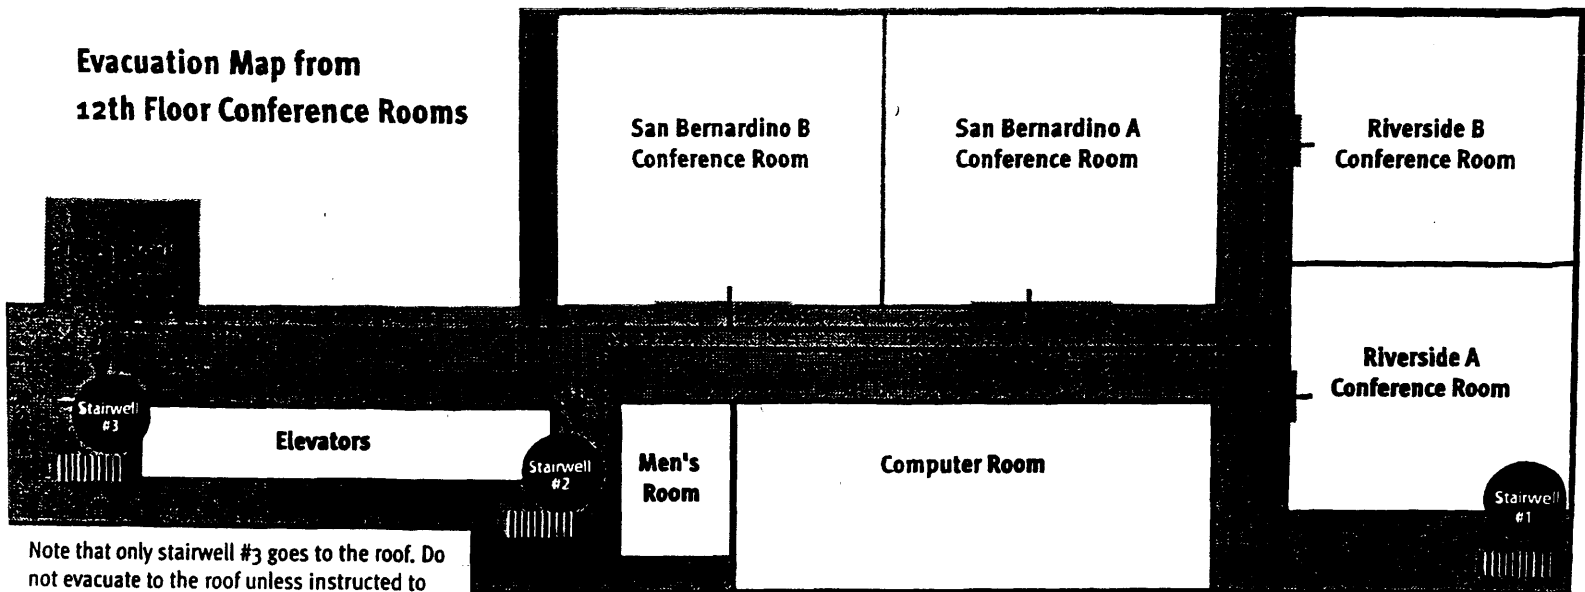 Evacuation Map from
12th Floor Conference Rooms
San Bernardino B
Conference Room
San Bernardino A
Conference Room
Riverside B
Conference Room
Riverside A
Conference Room
Stairwell
#3
Elevators
Stairwell
#2
Men's
Room
Computer Room
Stairwell
#1
Note that only stairwell #3 goes to the roof. Do
not evacuate to the roof unless instructed to